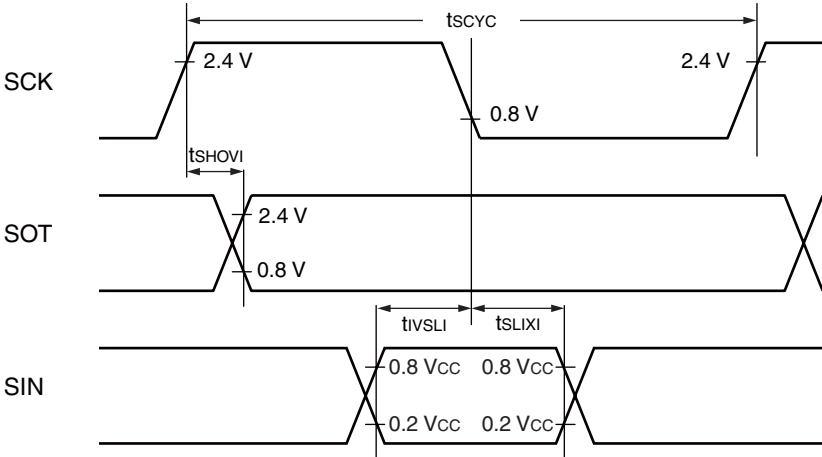 tSCYC
SCK
2.4 V
2.4 V
0.8 V
tSHOVI
SOT
2.4 V
0.8 V
tIVSLI
tSLIXI
SIN
0.8 VCC
0.8 VCC
0.2 VCC
0.2 VCC